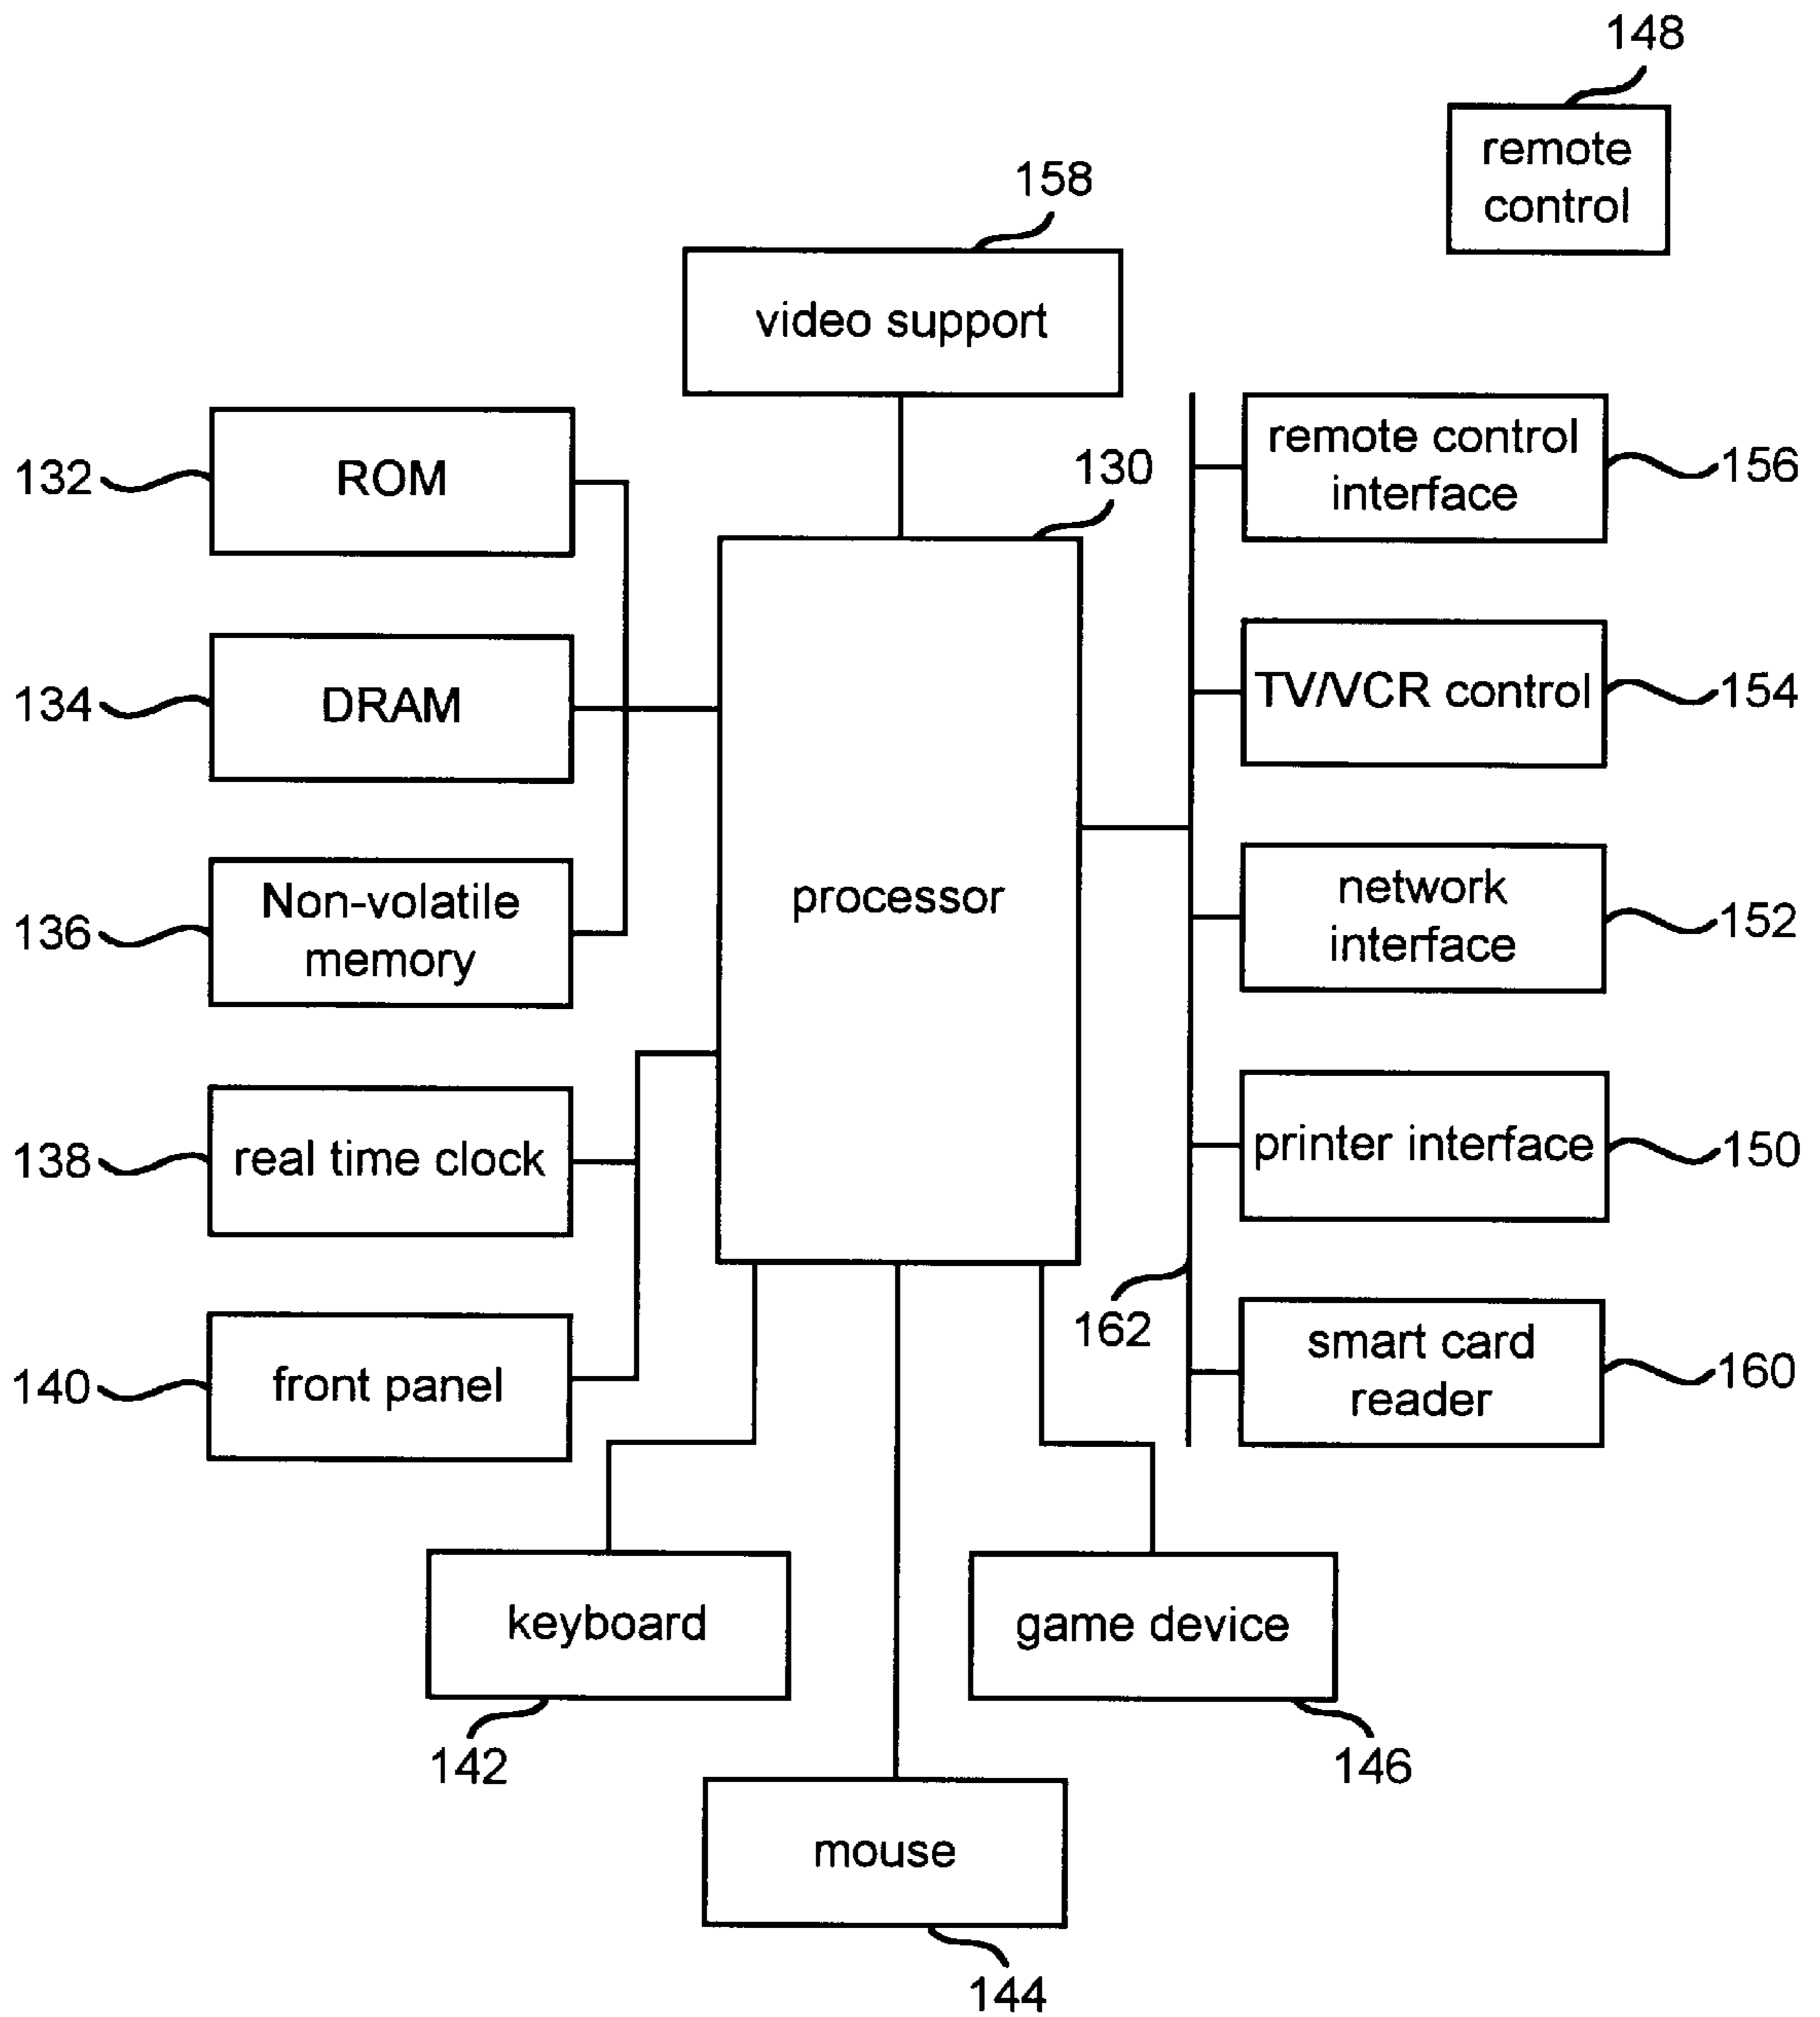 148
remote
control
158
video support
132
ROM
130
remote control
interface
156
134
DRAM
TV/VCR control
154
136
Non-volatile
memory
processor
network
interface
152
138
real time clock
printer interface
150
162
140
front panel
smart card
reader
160
keyboard
game device
142
146
mouse
144